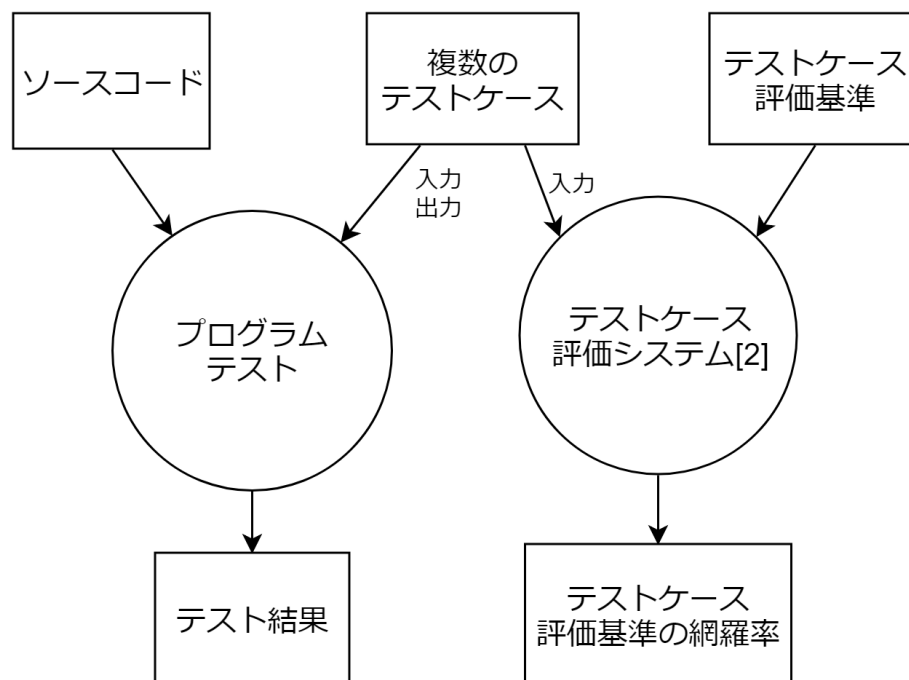 ソースコード
複数の
テストケース
テストケース
評価基準
入力
出力
入力
プログラム
テスト
テストケース
評価システム[2]
テスト結果
テストケース
評価基準の網羅率